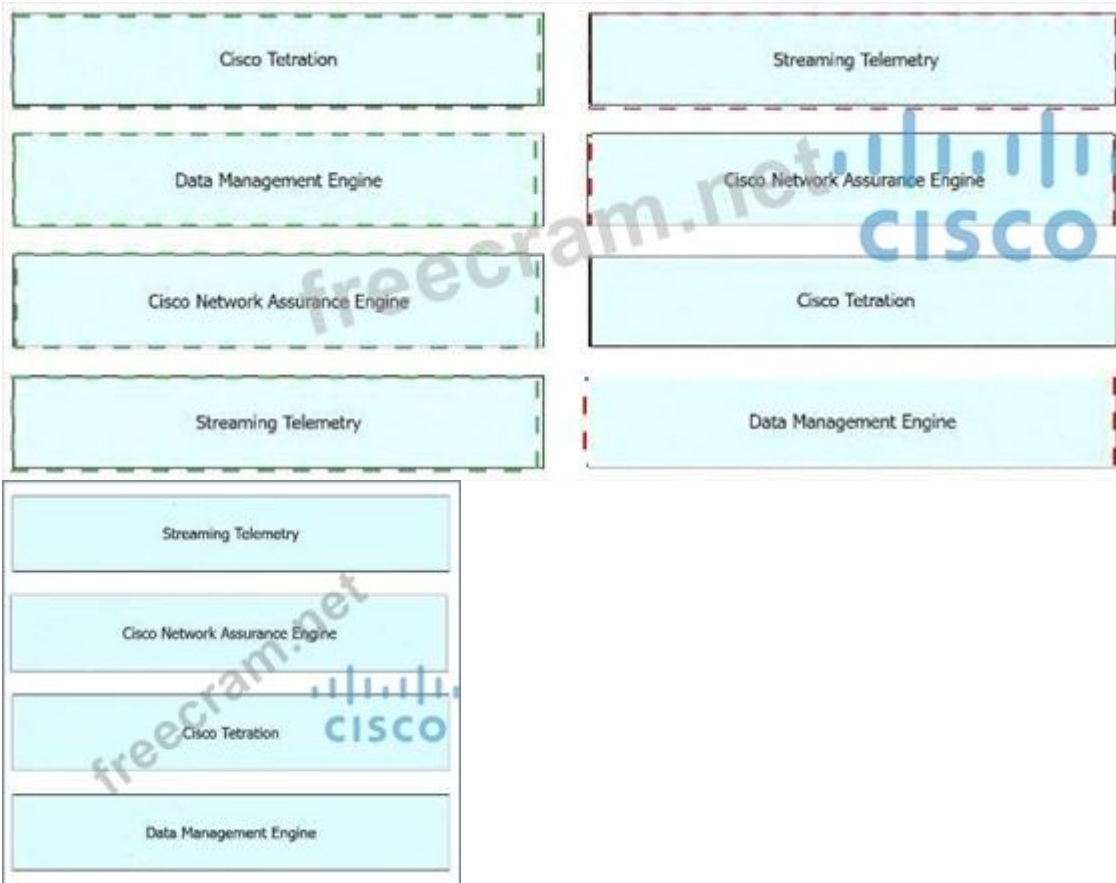 Cisco Tetration
Streaming Telemetry
Data Management Engine
Cisco Network Assurance Engine
CISCO
freecram.net
Cisco Network Assurance Engine
Cisco Tetration
Streaming Telemetry
Data Management Engine
Streaming Telemetry
Cisco Network Assurance Engine
freecram.net
CISCO
Cisco Tetration
Data Management Engine